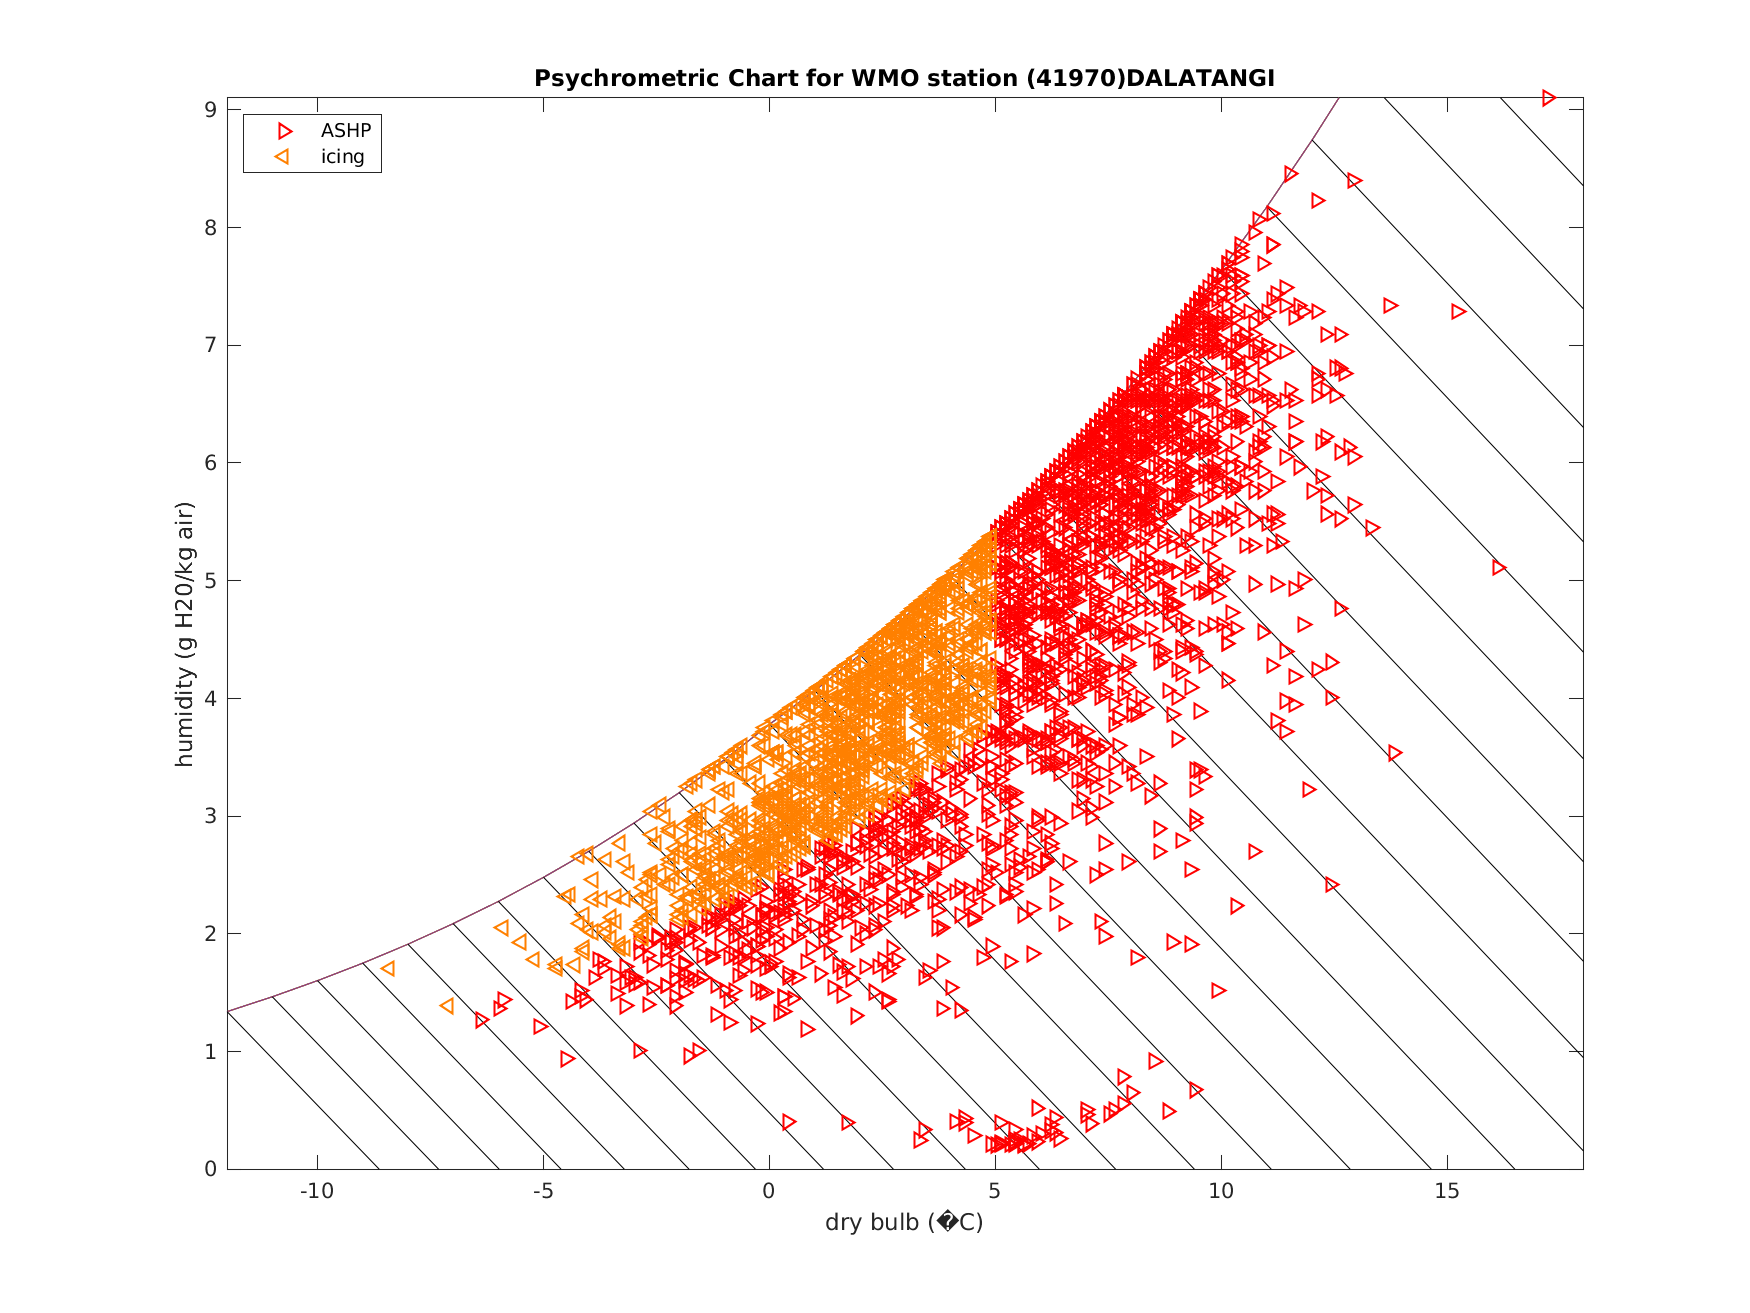 Psychrometric Chart for WMO station (41970)DALATANGI
ASHP
icing
9
8
7
6
5
4
3
2
1
0
humidity (g H20/kg air)
-10 -5 0 5 10 15
dry bulb (�C)